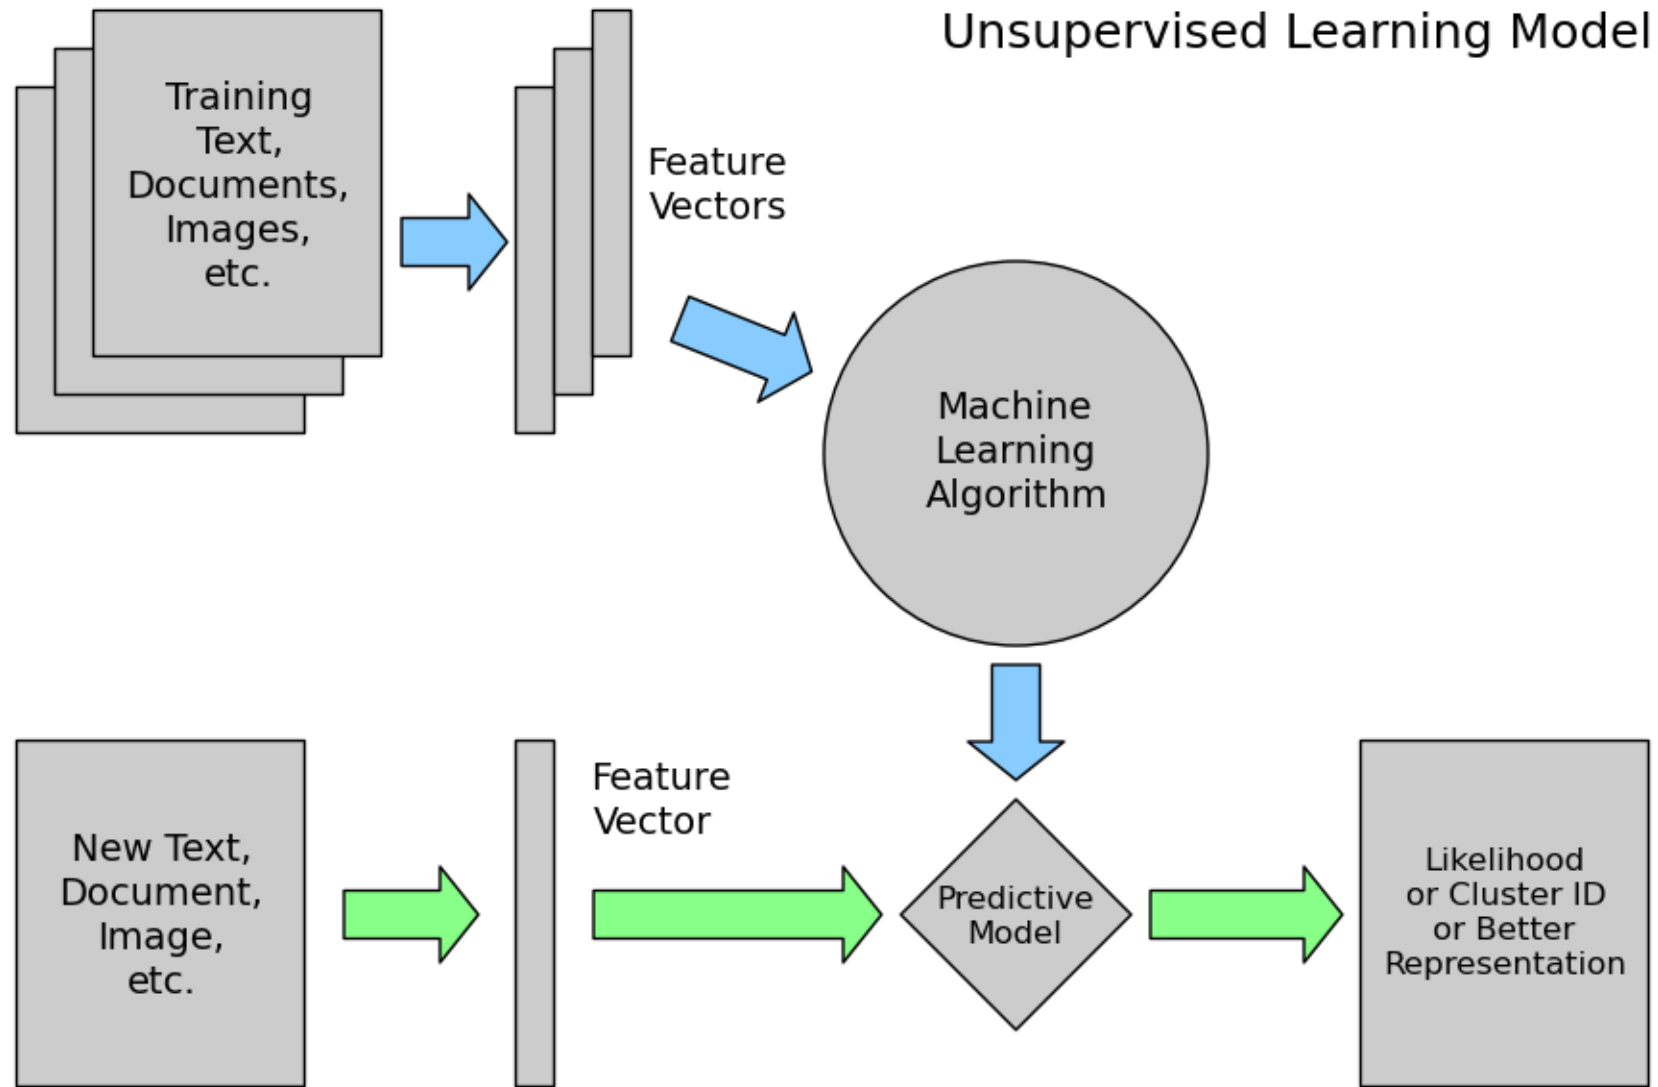 Unsupervised Learning Model
Training
Text,
Documents,
Images,
etc.
Feature
Vectors
Machine
Learning
Algorithm
New Text,
Document,
Image,
etc.
Feature
Vector
Predictive
Model
Likelihood
or Cluster ID
or Better
Representation